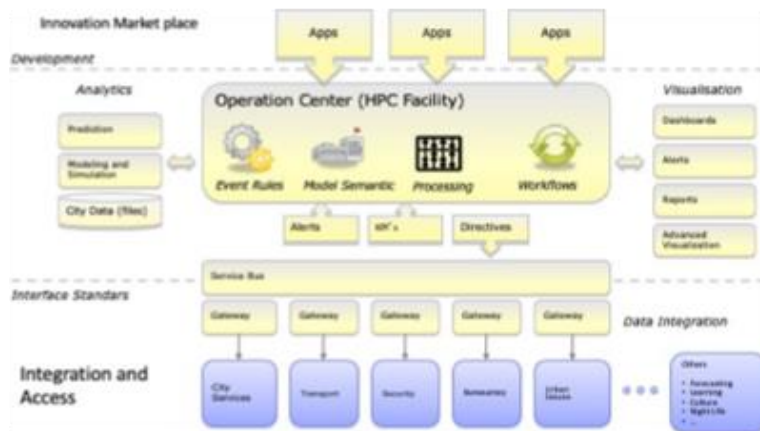 Innovation Market place
Apps
Apps
Apps
Development
Analytics
Prediction
Modeling and
Simulation
City Data (files)
Operation Center (HPC Facility)
Event Rules
Model Semantic
Processing
Workflows
Visualisation
Dashboards
Alerts
Reports
Advanced
Visualization
Alerts
Directives
Service Bus
Interface Standars
Gateway
Gateway
Gateway
Gateway
Gateway
Data Integration
Integration and
Access
City
Services
Transport
Security
Urban
Others
• Forecasting
• Learning
• Culture
• Night Life
• ...